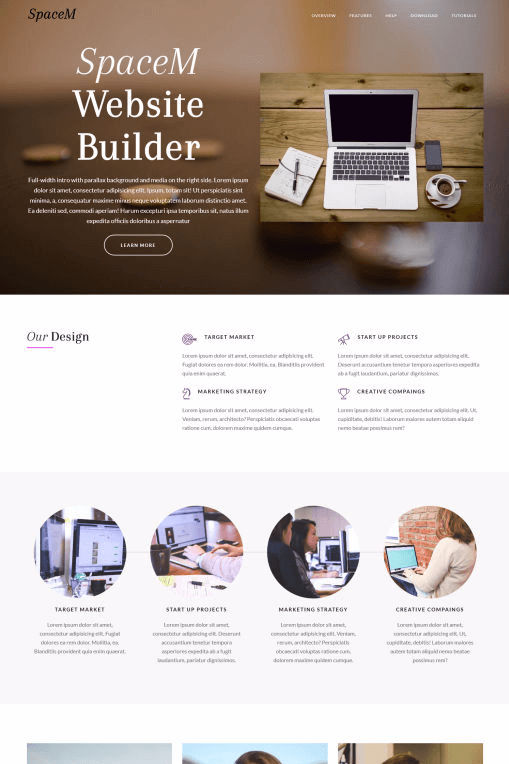 SpaceM
OVERVIEW FEATURES HELP DOWNLOAD TUTORIALS
SpaceM
Website
Builder
Full-width intro with parallax background and media on the right side. Lorem ipsum
dolor sit amet, consectetur adipisicing elit. Ipsum, totam sit! Ut perspiciatis sint
minima, a, consequatur maxime minus neque voluptatem laborum distinctio amet.
Ea deleniti sed, commodi aperiam! Harum excepturi ipsa temporibus sit, natus illum
expedita officiis doloribus a aspernatur
LEARN MORE
Our Design
TARGET MARKET
Lorem ipsum dolor sit amet, consectetur adipisicing elit.
Fugiat dolores ea rem dolor. Mollitia, ea. Blanditiis provident
quia enim quaerat.
START UP PROJECTS
Lorem ipsum dolor sit amet, consectetur adipisicing elit.
Deserunt accusantium tenetur tempora asperiores expedita
ab a fugit laudantium, pariatur dignissimos.
MARKETING STRATEGY
Lorem ipsum dolor sit amet, consectetur adipisicing elit.
Veniam, rerum, architecto? Perspiciatis obcaecati voluptas
ratione cum, dolorem maxime quidem cumque.
CREATIVE COMPAINGS
Lorem ipsum dolor sit amet, consectetur adipisicing elit. Ut,
cupiditate, debitis! Laborum maiores autem totam aliquid
nemo beatae possimus rem?
TARGET MARKET
Lorem ipsum dolor sit amet,
consectetur adipisicing elit. Fugiat
dolores ea rem dolor. Mollitia, ea.
Blanditiis provident quia enim quaerat.
START UP PROJECTS
Lorem ipsum dolor sit amet,
consectetur adipisicing elit. Deserunt
accusantium tenetur tempora
asperiores expedita ab a fugit
laudantium, pariatur dignissimos.
MARKETING STRATEGY
Lorem ipsum dolor sit amet,
consectetur adipisicing elit. Veniam,
rerum, architecto? Perspiciatis
obcaecati voluptas ratione cum,
dolorem maxime quidem cumque.
CREATIVE COMPAINGS
Lorem ipsum dolor sit amet,
consectetur adipisicing elit. Ut,
cupiditate, debitis! Laborum maiores
autem totam aliquid nemo beatae
possimus rem?